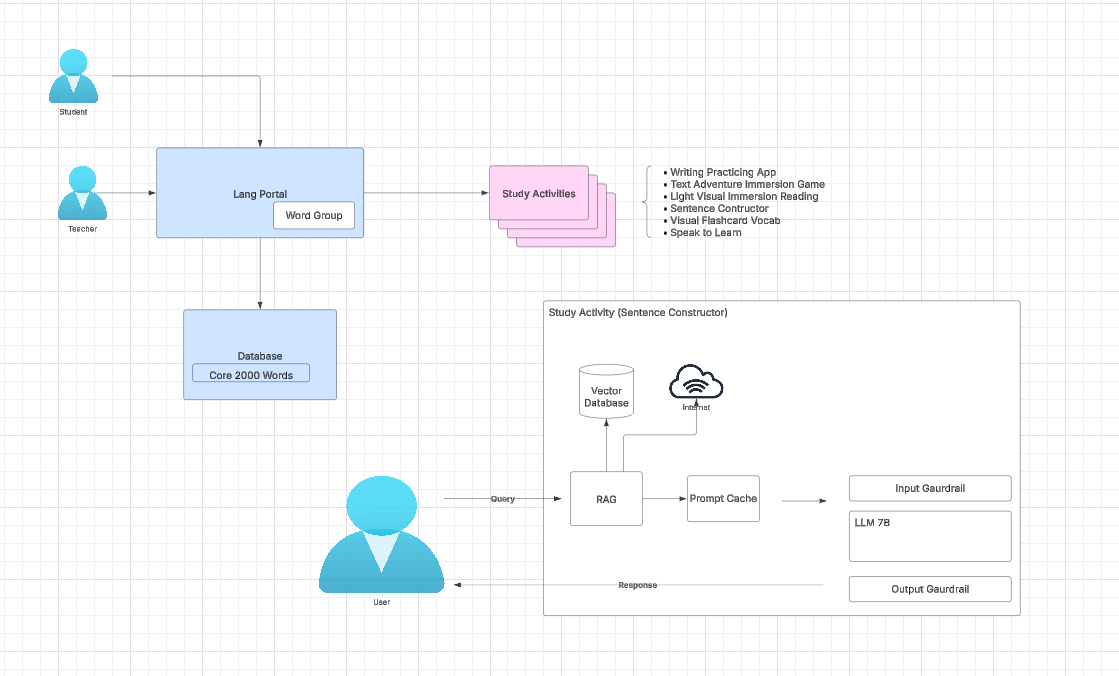 Student
Teacher
Lang Portal
Word Group
Study Activities
Writing Practicing App
Text Adventure Immersion Game
Light Visual Immersion Reading
Sentence Contructor
Visual Flashcard Vocab
Speak to Learn
Database
Core 2000 Words
Study Activity (Sentence Constructor)
Vector
Database
Internat
Query
RAG
Prompt Cache
Input Gaurdrail
LLM 7B
Response
Output Gaurdrail
User